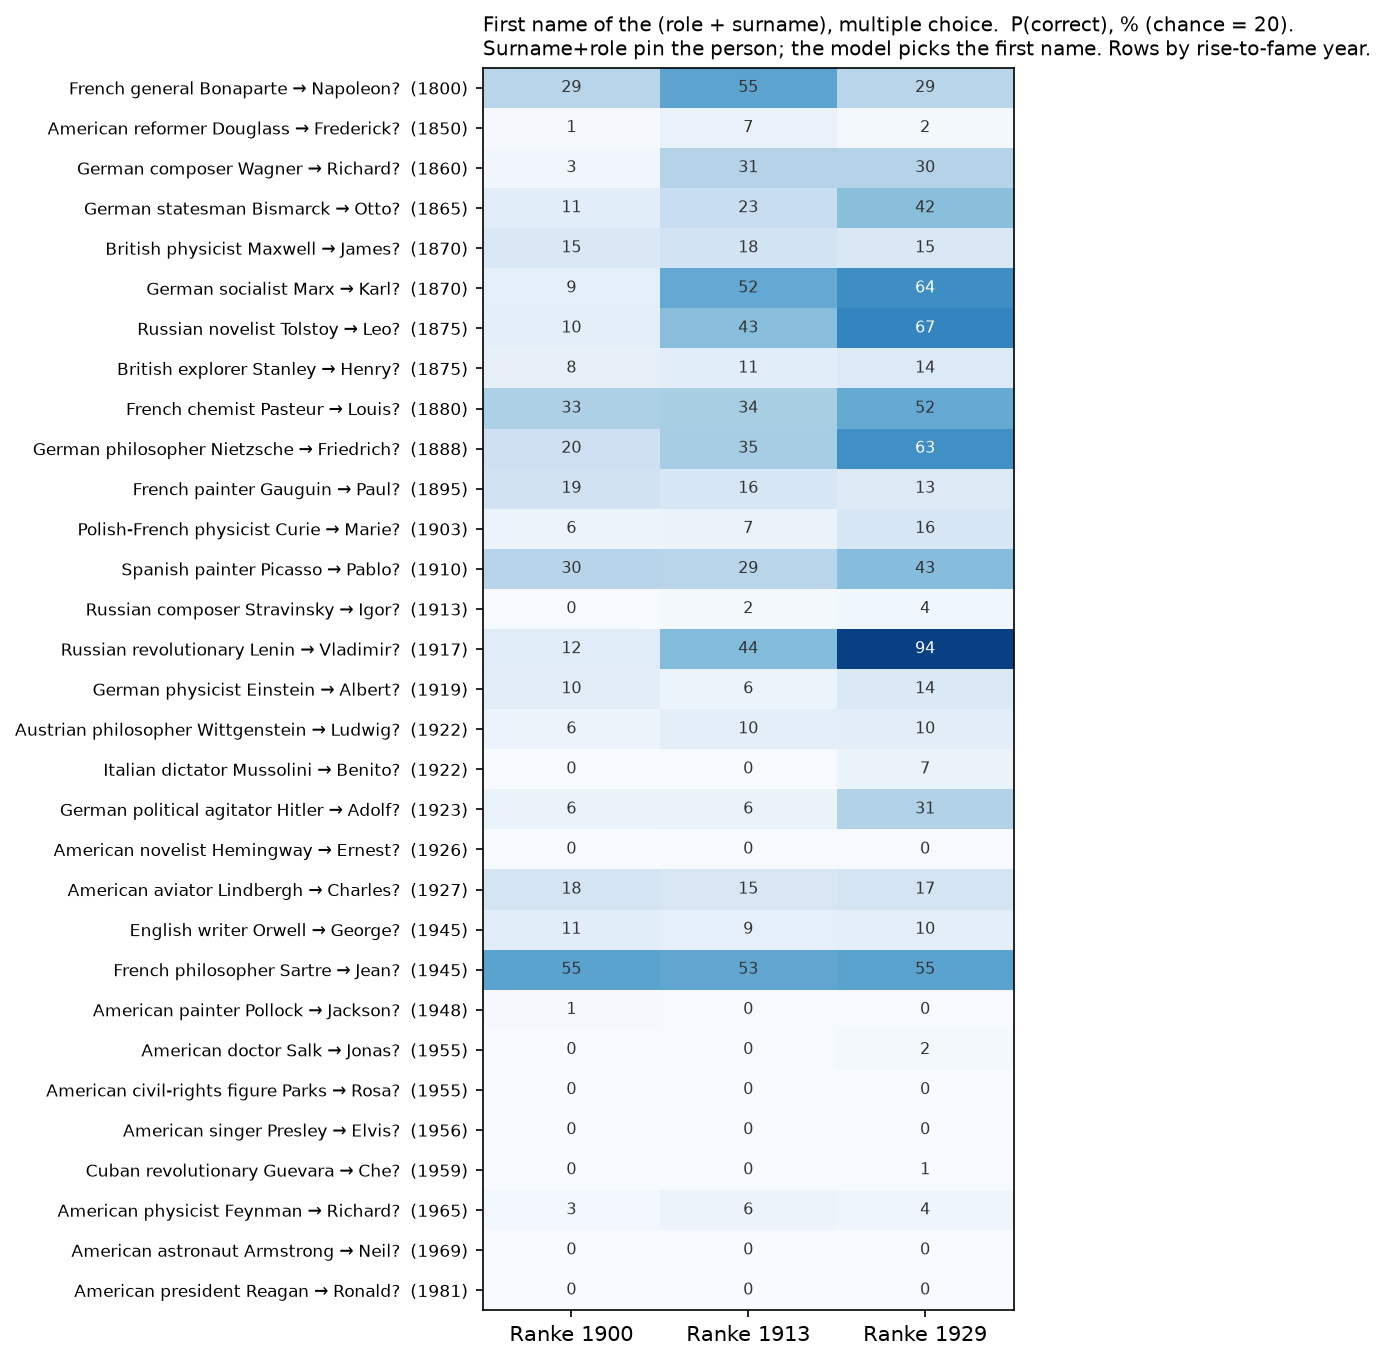 First name of the (role + surname), multiple choice.  P(correct), % (chance = 20).
Surname+role pin the person; the model picks the first name. Rows by rise-to-fame year.
French general Bonaparte → Napoleon?  (1800) 29 55 29
American reformer Douglass → Frederick?  (1850) 1 7 2
German composer Wagner → Richard?  (1860) 3 31 30
German statesman Bismarck → Otto?  (1865) 11 23 42
British physicist Maxwell → James?  (1870) 15 18 15
German socialist Marx → Karl?  (1870) 9 52 64
Russian novelist Tolstoy → Leo?  (1875) 10 43 67
British explorer Stanley → Henry?  (1875) 8 11 14
French chemist Pasteur → Louis?  (1880) 33 34 52
German philosopher Nietzsche → Friedrich?  (1888) 20 35 63
French painter Gauguin → Paul?  (1895) 19 16 13
Polish-French physicist Curie → Marie?  (1903) 6 7 16
Spanish painter Picasso → Pablo?  (1910) 30 29 43
Russian composer Stravinsky → Igor?  (1913) 0 2 4
Russian revolutionary Lenin → Vladimir?  (1917) 12 44 94
German physicist Einstein → Albert?  (1919) 10 6 14
Austrian philosopher Wittgenstein → Ludwig?  (1922) 6 10 10
Italian dictator Mussolini → Benito?  (1922) 0 0 7
German political agitator Hitler → Adolf?  (1923) 6 6 31
American novelist Hemingway → Ernest?  (1926) 0 0 0
American aviator Lindbergh → Charles?  (1927) 18 15 17
English writer Orwell → George?  (1945) 11 9 10
French philosopher Sartre → Jean?  (1945) 55 53 55
American painter Pollock → Jackson?  (1948) 1 0 0
American doctor Salk → Jonas?  (1955) 0 0 2
American civil-rights figure Parks → Rosa?  (1955) 0 0 0
American singer Presley → Elvis?  (1956) 0 0 0
Cuban revolutionary Guevara → Che?  (1959) 0 0 1
American physicist Feynman → Richard?  (1965) 3 6 4
American astronaut Armstrong → Neil?  (1969) 0 0 0
American president Reagan → Ronald?  (1981) 0 0 0
Ranke 1900 Ranke 1913 Ranke 1929